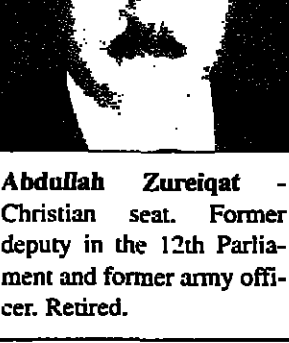 Abdullah Zureiqat -
Christian seat. Former
deputy in the 12th Parlia-
ment and former army offi-
cer. Retired.